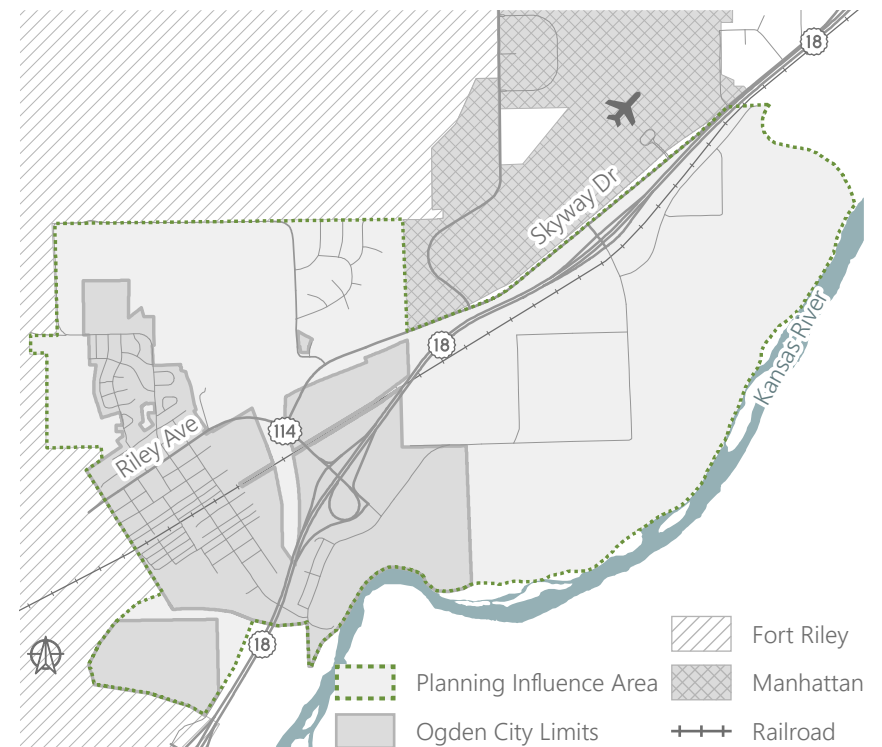 18
Skyway Dr
Kansas River
18
114
Riley Ave
18
Fort Riley
Planning Influence Area
Manhattan
Ogden City Limits
Railroad